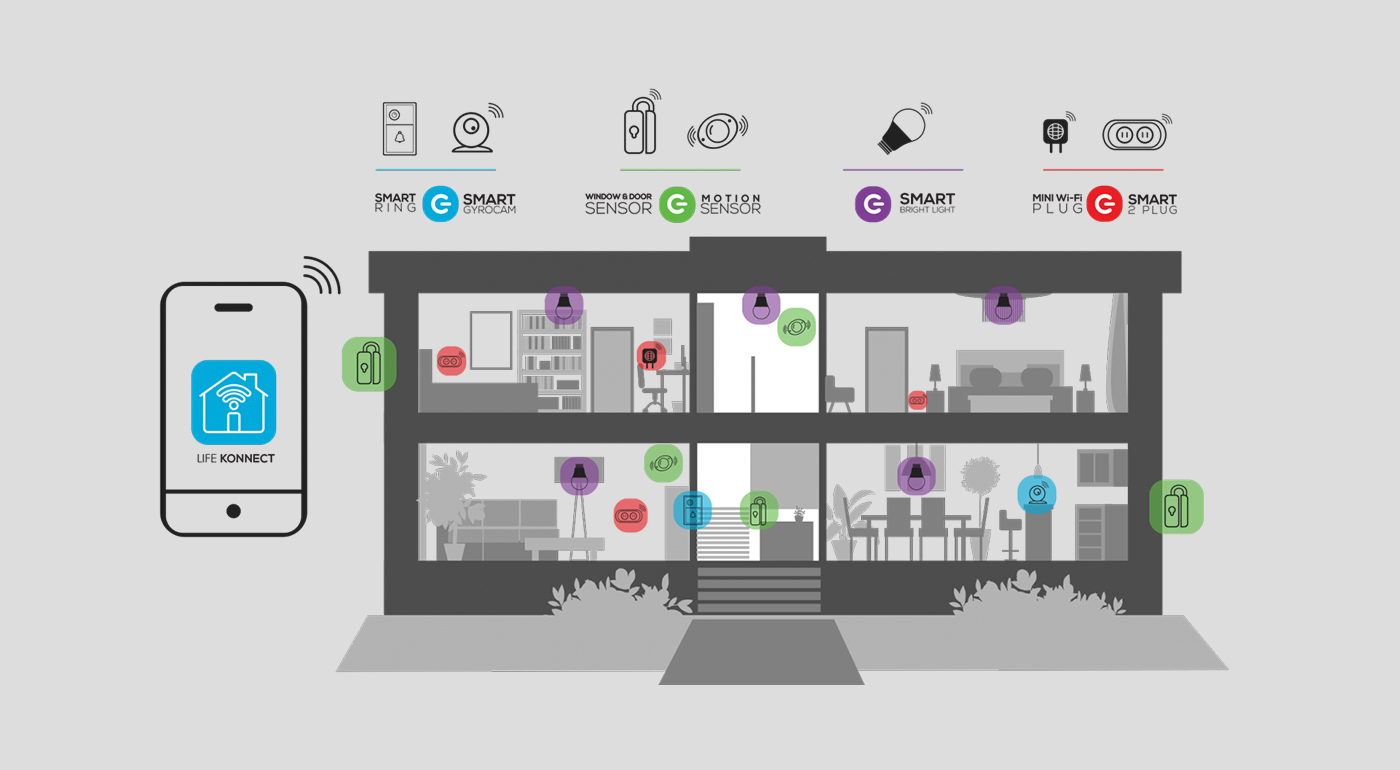 SMART
RING
SMART
GYROCAM
WINDOW & DOOR
SENSOR
MOTION
SENSOR
SMART
BRIGHT LIGHT
MINI Wi-Fi
PLUG
SMART
2 PLUG
LIFE KONNECT